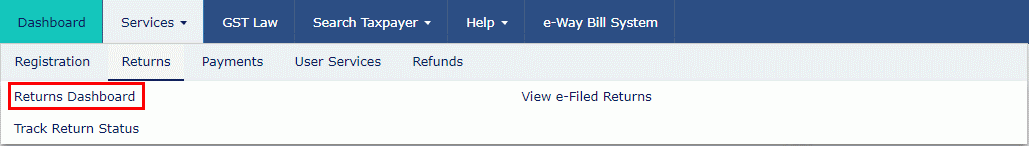 Dashboard Services GST Law Search Taxpayer Help e-Way Bill System
Registration Returns Payments User Services Refunds
Returns Dashboard View e-Filed Returns
Track Return Status